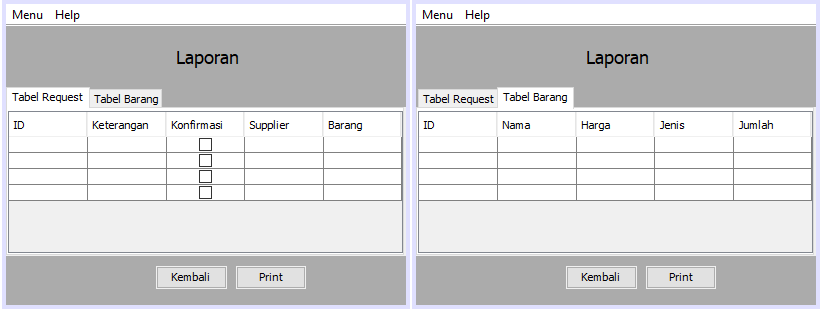 Menu Help
Laporan
Tabel Request Tabel Barang
ID Keterangan Konfirmasi Supplier Barang
Kembali Print
Menu Help
Laporan
Tabel Request Tabel Barang
ID Nama Harga Jenis Jumlah
Kembali Print